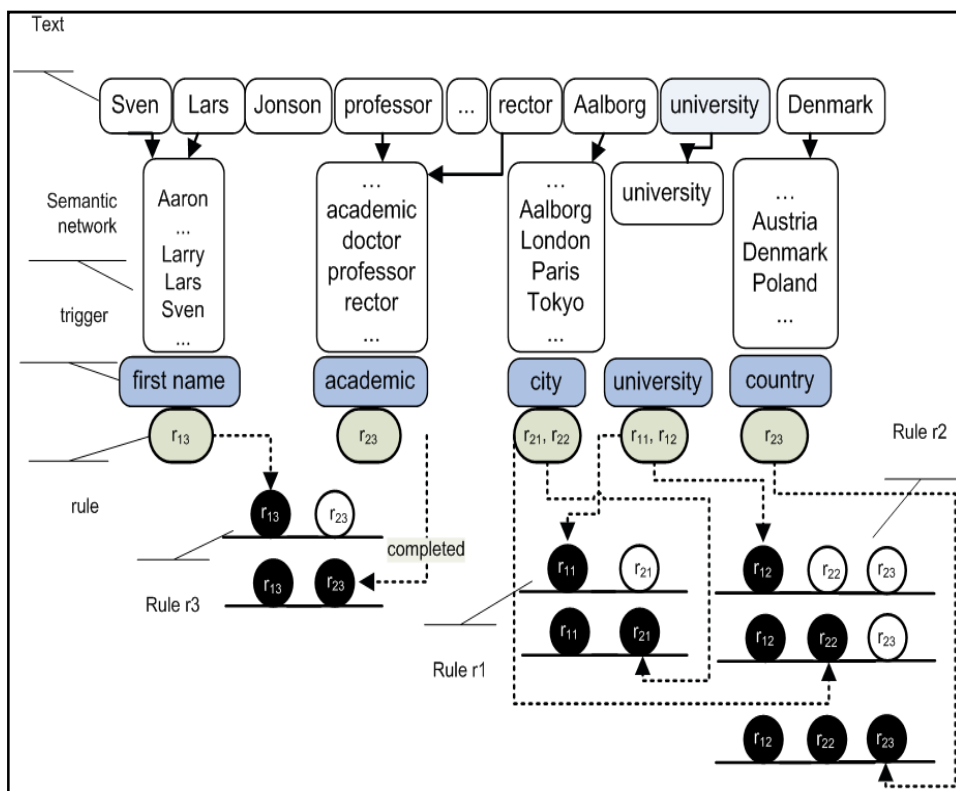 Text
Sven Lars Jonson professor ... rector Aalborg university Denmark
Semantic
network
trigger
Aaron
...
Larry
Lars
Sven
...
...
academic
doctor
professor
rector
...
Aalborg
London
Paris
Tokyo
...
university
...
Austria
Denmark
Poland
...
first name academic city university country
r13 r23 r21, r22 r11, r12 r23
Rule r2
rule
r13 r23
completed
r13 r23
Rule r3
r11 r21
r11 r21
Rule r1
r12 r22 r23
r12 r22 r23
r12 r22 r23